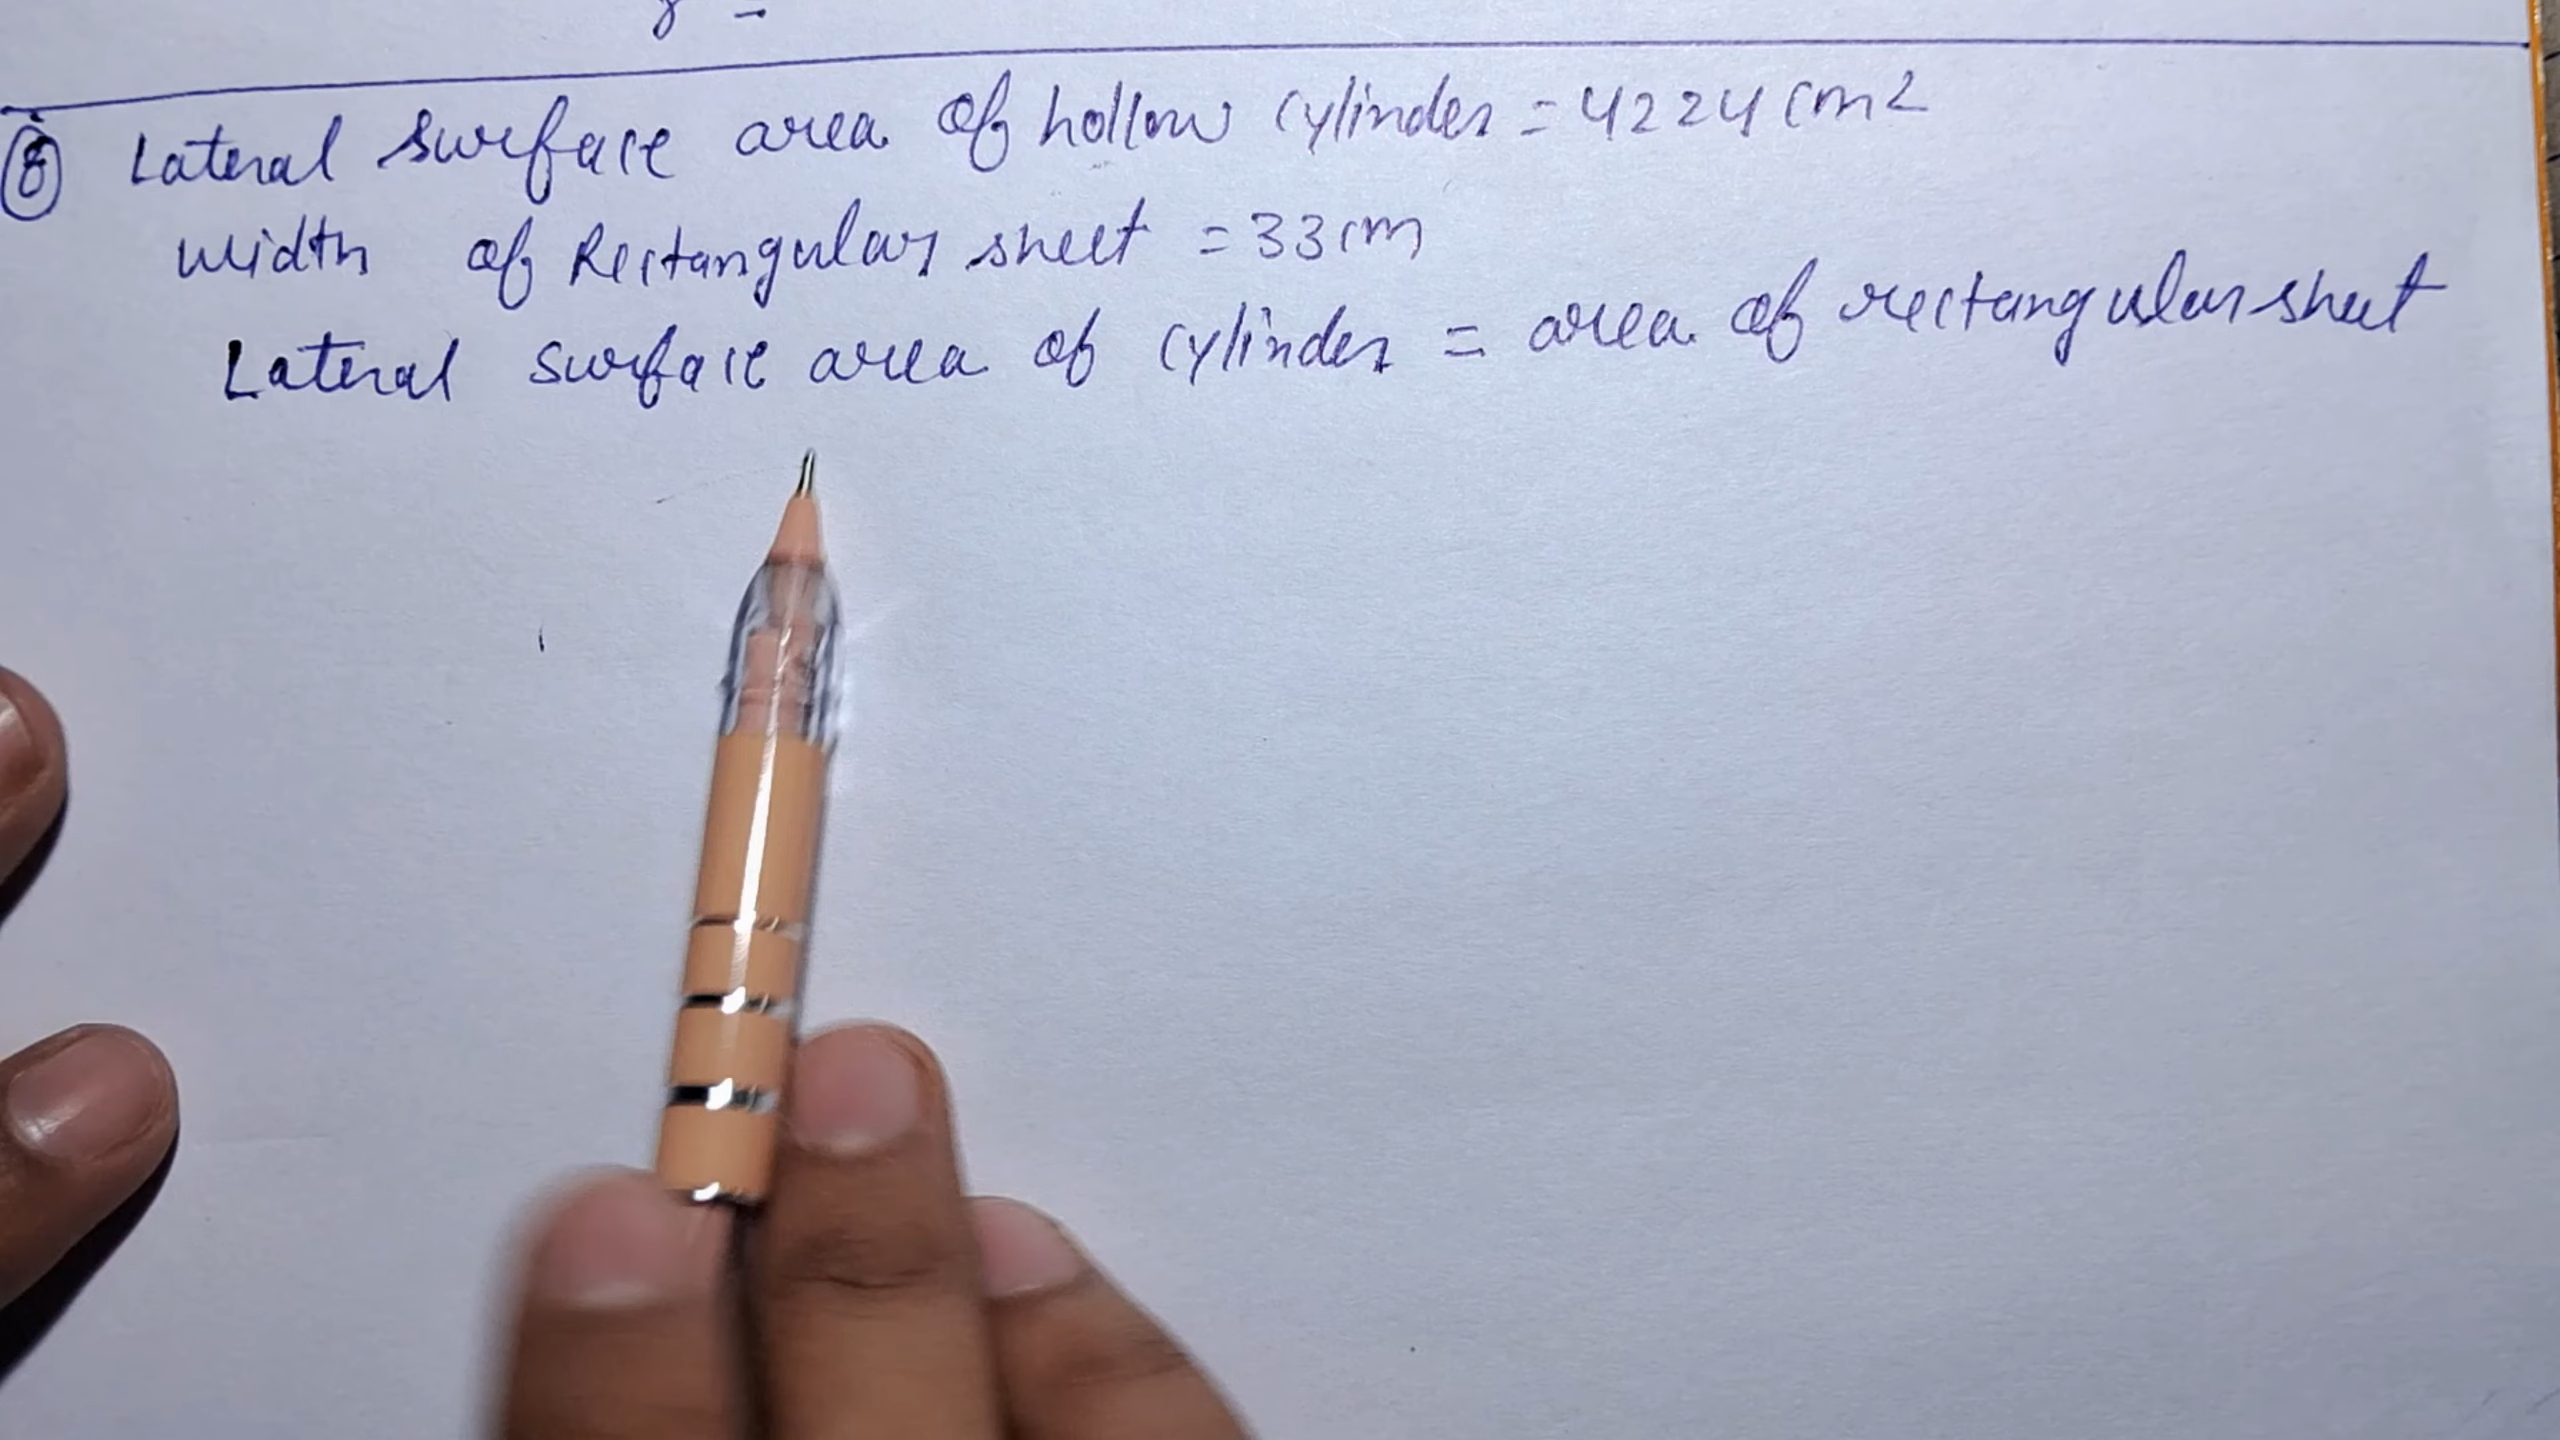 8 Lateral surface area of hollow cylinder = 4224 cm2
width of Rectangular sheet = 33 cm
Lateral surface area of cylinder = area of rectangular sheet